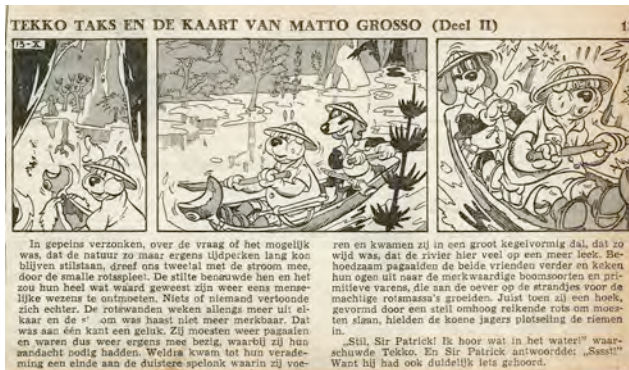 TEKKO TAKS EN DE KAART VAN MATTO GROSSO (Deel II)
13-X
In gepeins verzonken, over de vraag of het mogelijk
was, dat de natuur zo maar ergens tijdperken lang kon
blijven stilstaan, dreef ons tweetal met de stroom mee,
door de smalle rotsspleet. De stilte benauwde hen en het
zou hun heel wat waard geweest zijn weer eens mense-
lijke wezens te ontmoeten. Niets of niemand vertoonde
zich echter. De rotswanden weken allengs meer uit el-
kaar en de om was haast niet meer merkbaar. Dat
was aan één kant een geluk. Zij moesten weer pagaaien
en waren dus weer ergens mee bezig, waarbij zij hun
aandacht nodig hadden. Weldra kwam tot hun verade-
ming een einde aan de duistere spelonk waarin zij voe-
ren en kwamen zij in een groot kegelvormig dal, dat zo
wijd was, dat de rivier hier veel op een meer leek. Be-
hoedzaam pagaaiden de beide vrienden verder en keken
hun ogen uit naar de merkwaardige boomsoorten en pri-
mitieve varens, die aan de oever op de strandjes voor de
machtige rotsmassa's groeiden. Juist toen zij een hoek,
gevormd door een steil omhoog reikende rots om moes-
ten slaan, hielden de koene jagers plotseling de riemen
in.
„Stil, Sir Patrick! Ik hoor wat in het water!” waar-
schuwde Tekko. En Sir Patrick antwoordde: „Ssst!”
Want hij had ook duidelijk iets gehoord.